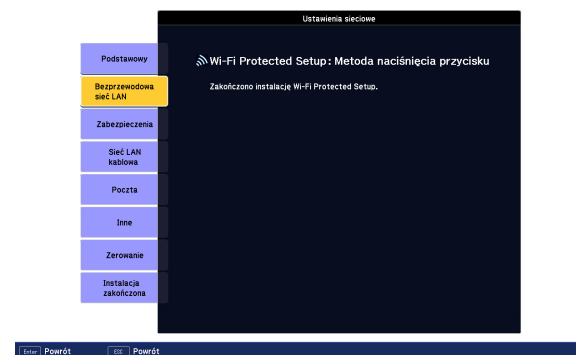 Ustawienia sieciowe
Podstawowy
Bezprzewodowa
sieć LAN
Zabezpieczenia
Sieć LAN
kablowa
Poczta
Inne
Zerowanie
Instalacja
zakończona
Wi-Fi Protected Setup: Metoda naciśnięcia przycisku
Zakończono instalację Wi-Fi Protected Setup.
Enter Powrót ESC Powrót